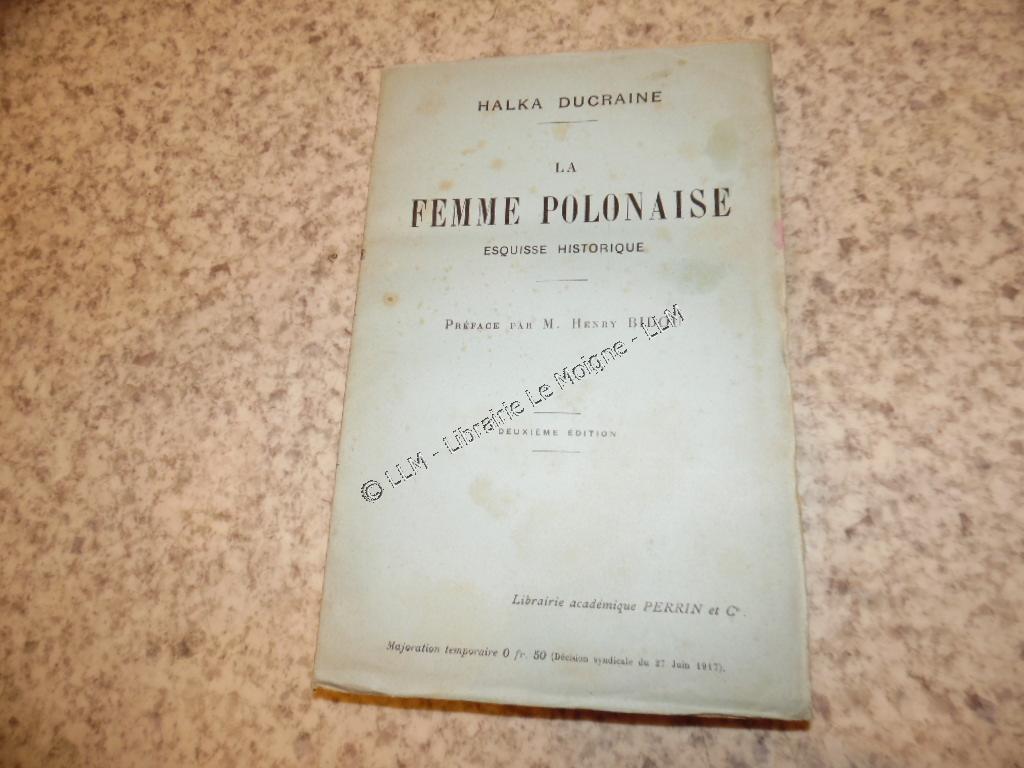 HALKA DUCRAINE
LA
FEMME POLONAISE
ESQUISSE HISTORIQUE
PRÉFACE PAR M. HENRY BIDOU
DEUXIÈME ÉDITION
© LLM - Librairie Le Moigne - LLM
Librairie académique PERRIN et Cie.
Majoration temporaire 0 fr. 50 (Décision syndicale du 27 Juin 1917).